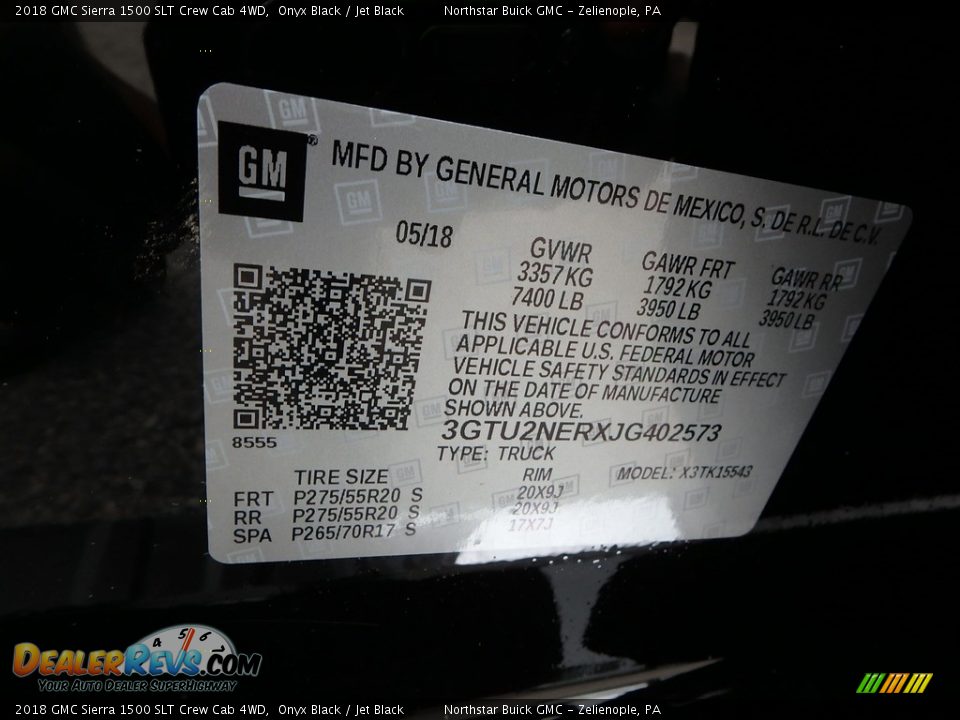 2018 GMC Sierra 1500 SLT Crew Cab 4WD,  Onyx Black / Jet Black  Northstar Buick GMC - Zelienople, PA
GM® MFD BY GENERAL MOTORS DE MEXICO, S. DE R.L. DE C.V.
05/18
GVWR GAWR FRT GAWR RR
3357 KG 1792 KG 1792 KG
7400 LB 3950 LB 3950 LB
THIS VEHICLE CONFORMS TO ALL
APPLICABLE U.S. FEDERAL MOTOR
VEHICLE SAFETY STANDARDS IN EFFECT
ON THE DATE OF MANUFACTURE
SHOWN ABOVE.
8555 3GTU2NERXJG402573
TYPE: TRUCK
TIRE SIZE RIM MODEL: X3TK15543
FRT P275/55R20 S 20X9J
RR P275/55R20 S 20X9J
SPA P265/70R17 S 17X7J
4 5 6
DealerRevs.com
Your Auto Dealer SuperHighway
2018 GMC Sierra 1500 SLT Crew Cab 4WD,  Onyx Black / Jet Black  Northstar Buick GMC - Zelienople, PA